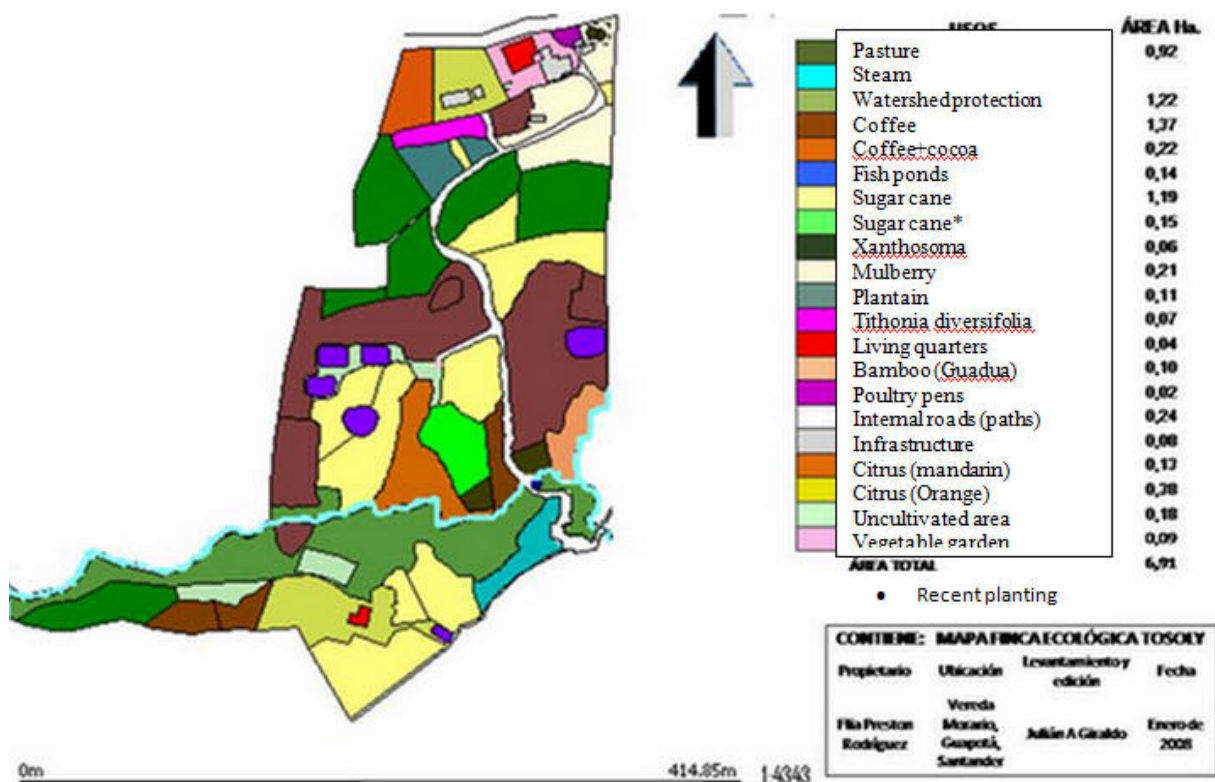 USOS ÁREA Ha.
Pasture 0,92
Steam
Watershed protection 1,22
Coffee 1,37
Coffee+cocoa 0,22
Fish ponds 0,14
Sugar cane 1,19
Sugar cane* 0,15
Xanthosoma 0,06
Mulberry 0,21
Plantain 0,11
Tithonia diversifolia 0,07
Living quarters 0,04
Bamboo (Guadua) 0,10
Poultry pens 0,02
Internal roads (paths) 0,24
Infrastructure 0,08
Citrus (mandarin)
Citrus (Orange)
Uncultivated area 0,18
Vegetable garden 0,09
ÁREA TOTAL 6,91
• Recent planting
CONTIENE: MAPA FINCA ECOLÓGICA TOSOLY
Propietario Ubicación Levantamiento y edición Fecha
Preston Rodríguez
Vereda Morario, Guapotá, Santander
Julián A Giraldo
Enero de 2008
0m 414.85m 1:4343